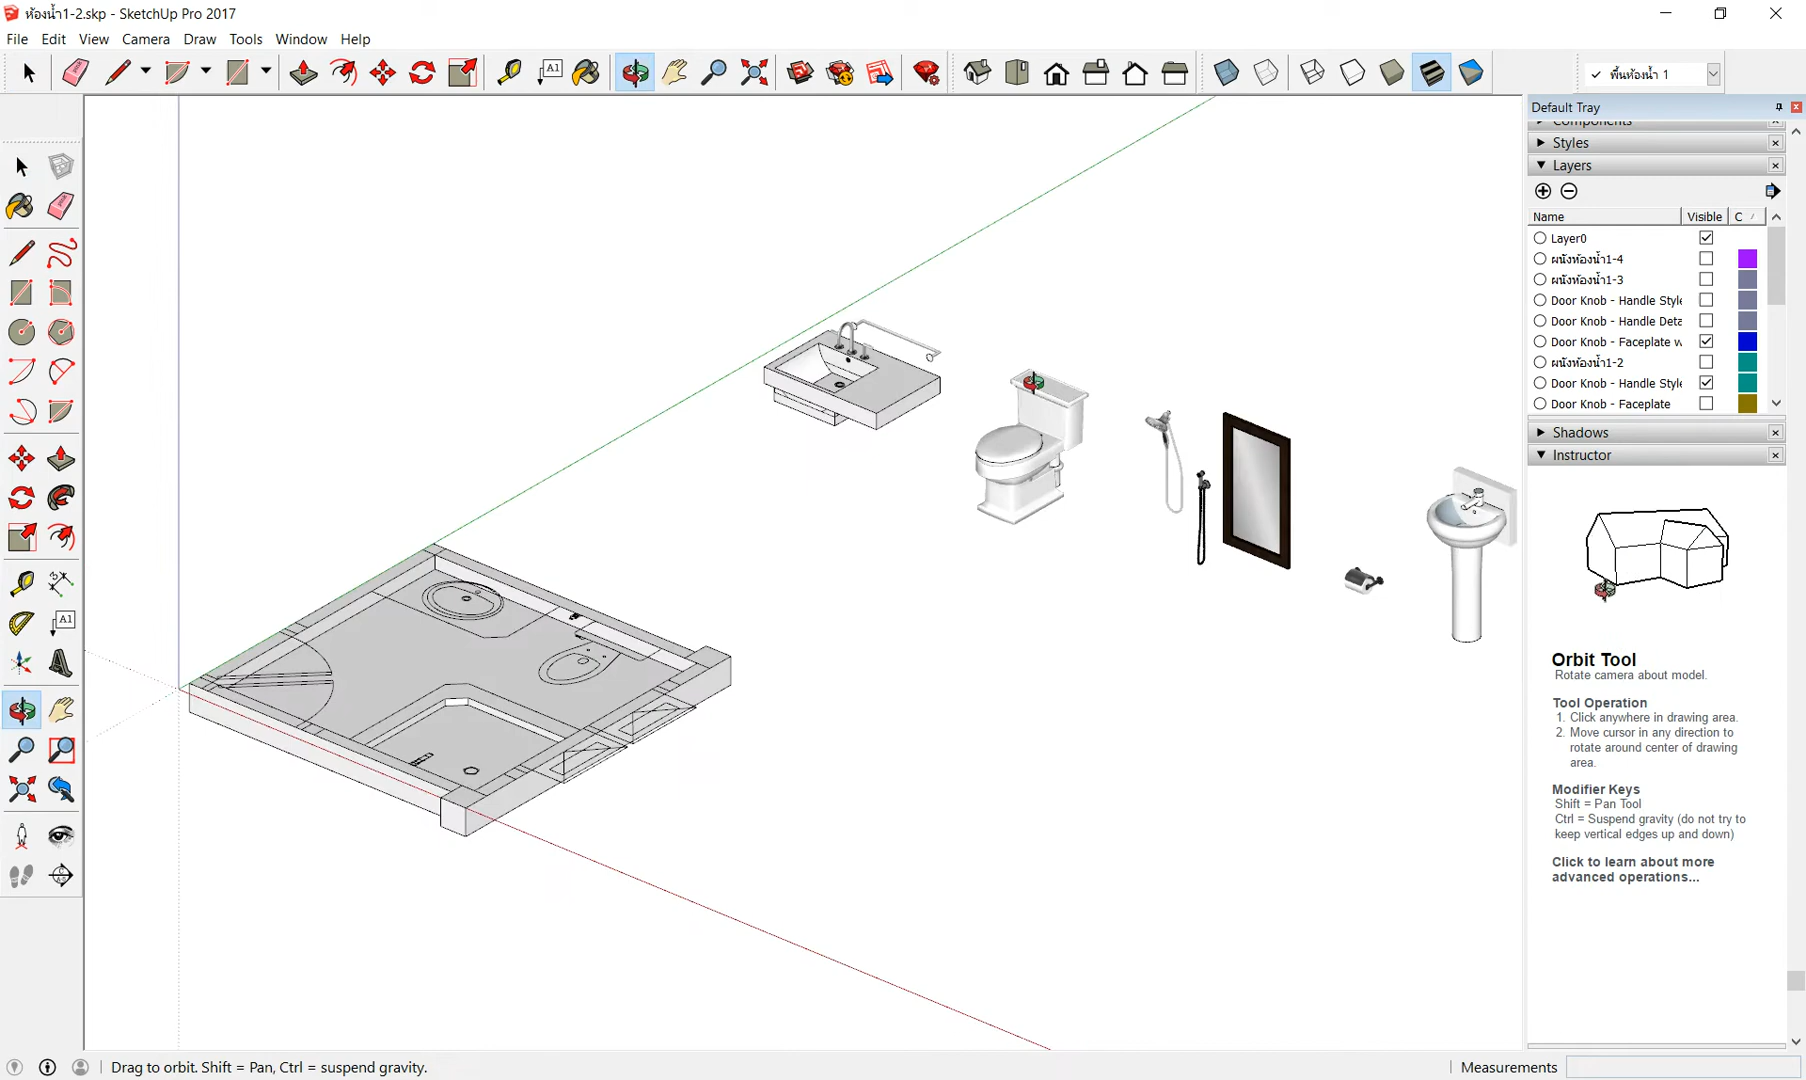 ห้องน้ำ1-2.skp - SketchUp Pro 2017
File Edit View Camera Draw Tools Window Help
A1
พื้นห้องน้ำ 1
Default Tray
Components
Styles
Layers
Name Visible C
Layer0
ผนังห้องน้ำ1-4
ผนังห้องน้ำ1-3
Door Knob - Handle Style
Door Knob - Handle Deta
Door Knob - Faceplate w
ผนังห้องน้ำ1-2
Door Knob - Handle Style
Door Knob - Faceplate
Shadows
Instructor
A1
Orbit Tool
Rotate camera about model.
Tool Operation
1. Click anywhere in drawing area.
2. Move cursor in any direction to
rotate around center of drawing
area.
Modifier Keys
Shift = Pan Tool
Ctrl = Suspend gravity (do not try to
keep vertical edges up and down)
Click to learn about more
advanced operations...
Drag to orbit. Shift = Pan, Ctrl = suspend gravity.
Measurements